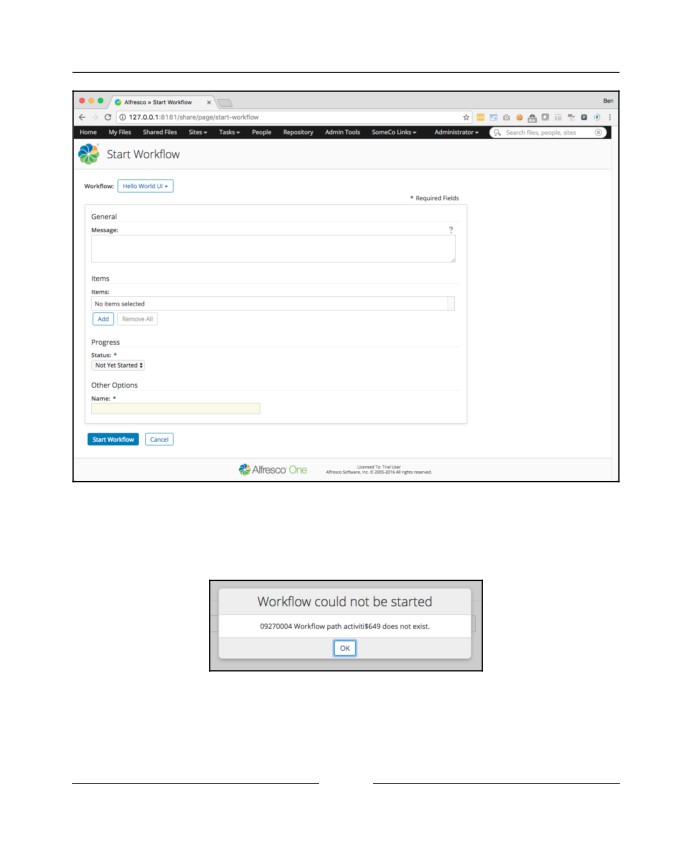 Alfresco » Start Workflow
Ben
127.0.0.1:8181/share/page/start-workflow
Home My Files Shared Files Sites Tasks People Repository Admin Tools SomeCo Links Administrator Search files, people, sites
Start Workflow
Workflow: Hello World UI
* Required Fields
General
Message: ?
Items
Items:
No items selected
Add Remove All
Progress
Status: *
Not Yet Started
Other Options
Name: *
Start Workflow Cancel
Alfresco One
Licensed To: Trial User
Alfresco Software, Inc. © 2005-2016 All rights reserved.
Workflow could not be started
09270004 Workflow path activiti$649 does not exist.
OK